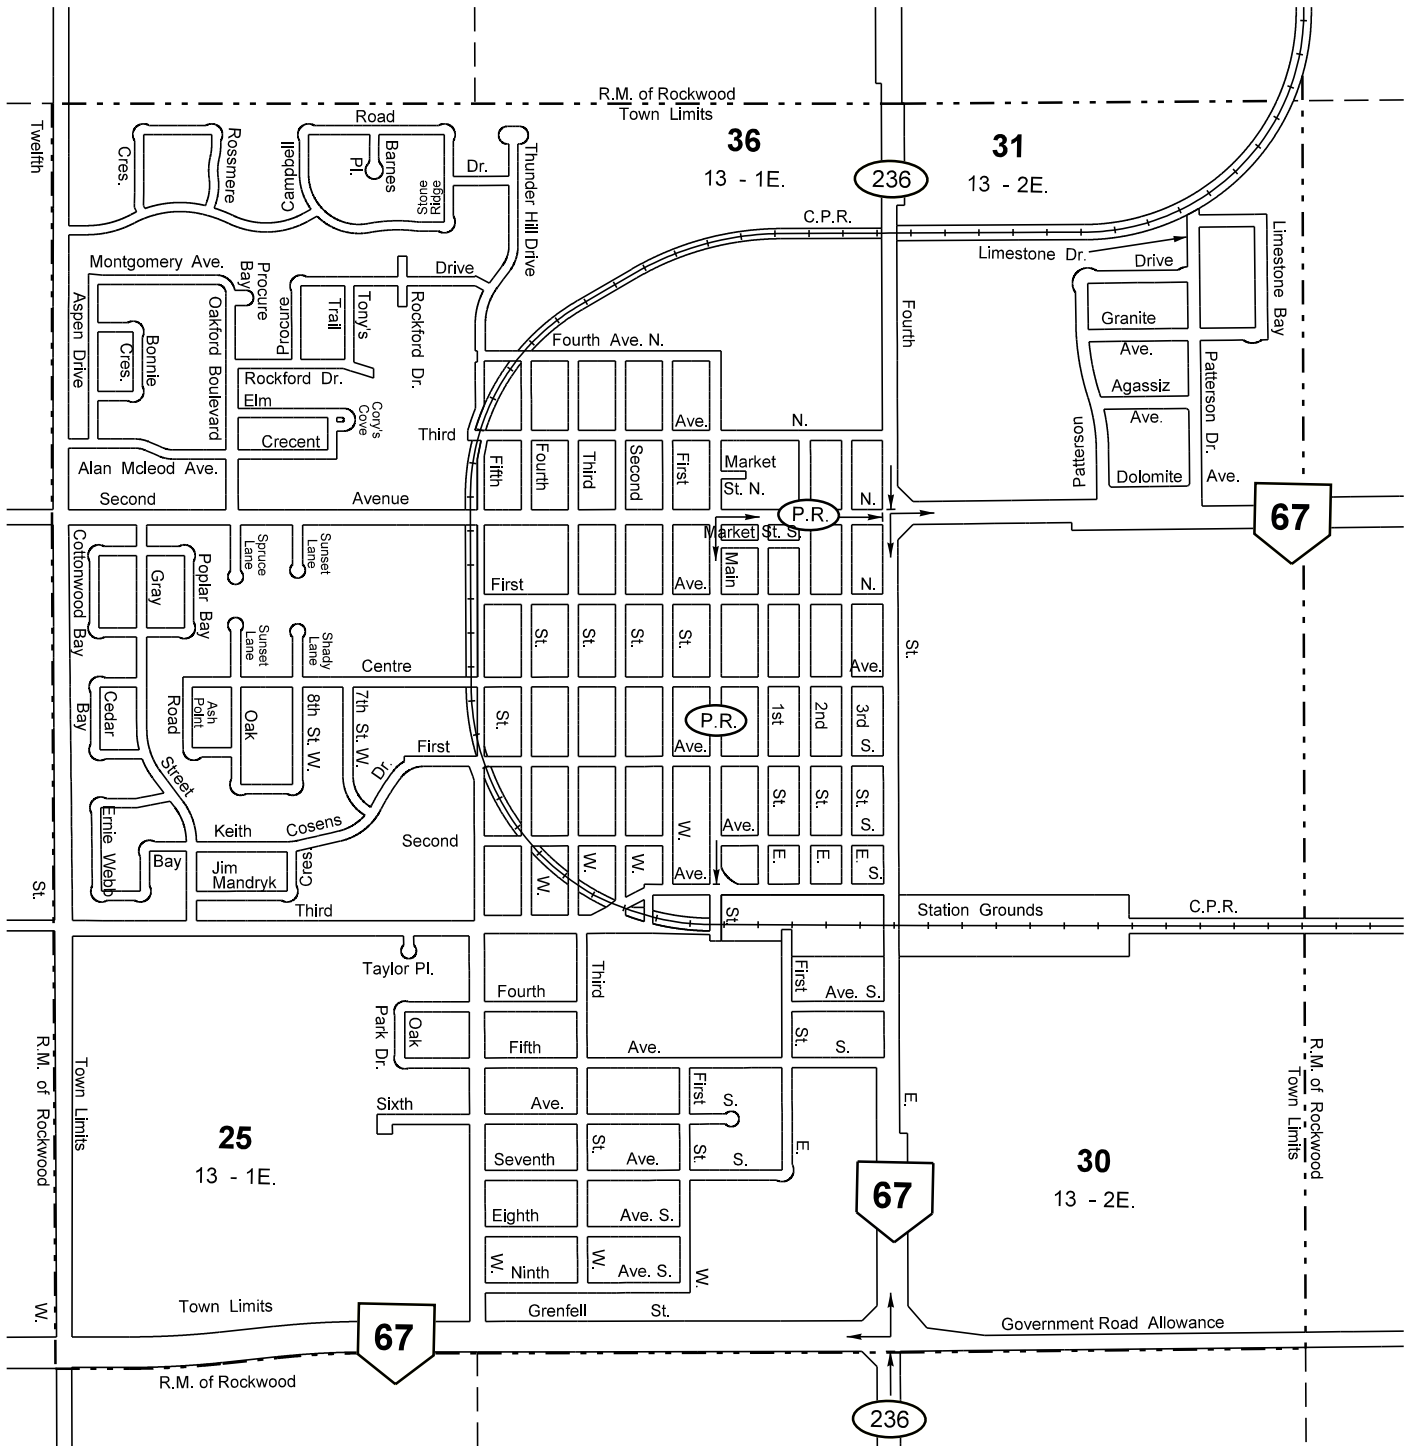 R.M. of Rockwood
Town Limits
36
13 - 1E.
31
13 - 2E.
236
C.P.R.
Twelfth
Cres.
Rossmere
Campbell
Road
Barnes
Pl.
Stone
Ridge
Dr.
Thunder Hill Drive
Montgomery Ave.
Procure
Bay
Procure
Drive
Trail
Tony's
Rockford Dr.
Aspen Drive
Bonnie
Cres.
Oakford Boulevard
Rockford Dr.
Elm
Crecent
Cory's
Cove
Alan Mcleod Ave.
Limestone Dr.
Drive
Limestone Bay
Granite
Ave.
Agassiz
Ave.
Dolomite
Ave.
Patterson
Patterson Dr.
Fourth
Fourth Ave. N.
Third
Ave.
N.
Fifth
Fourth
Third
Second
First
Market
St. N.
N.
Second
Avenue
P.R.
67
Market St. S.
Main
First
Ave.
N.
Cottonwood Bay
Gray
Poplar Bay
Spruce
Lane
Sunset
Lane
Sunset
Lane
Shady
Lane
Centre
Ave.
St.
St.
St.
St.
St.
Cedar
Bay
Road
Ash
Point
Oak
8th St. W.
7th St. W.
St.
P.R.
1st
2nd
3rd
First
Ave.
S.
Dr.
Street
Ernie Webb
Bay
Keith
Cosens
Jim
Mandryk
Cres.
Second
W.
Ave.
St.
St.
St.
S.
W.
W.
W.
Ave.
E.
E.
E.
S.
St.
Third
St.
Station Grounds
C.P.R.
Taylor Pl.
Fourth
Third
First
Ave. S.
Park Dr.
Oak
Fifth
Ave.
St.
S.
R.M. of Rockwood
Town Limits
Sixth
Ave.
First
S.
E.
E.
R.M. of Rockwood
Town Limits
25
13 - 1E.
Seventh
St.
Ave.
St.
S.
30
13 - 2E.
67
Eighth
Ave. S.
W.
Ninth
W.
Ave. S.
W.
W.
Town Limits
67
Grenfell
St.
Government Road Allowance
R.M. of Rockwood
236